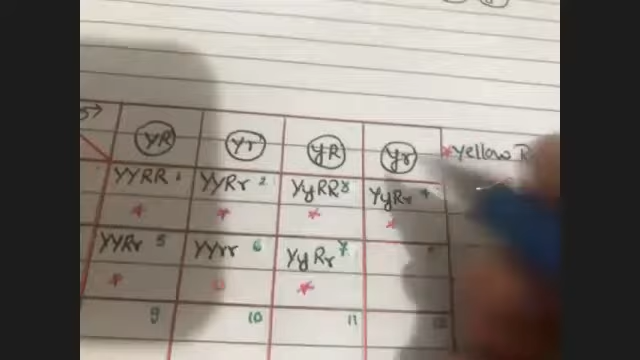 YR Yr yR yr *Yellow R
YYRR 1 YYRr 2 YyRR 3 YyRr 4
* * * *
YYRr 5 YYrr 6 YyRr 7
* *
9 10 11 12